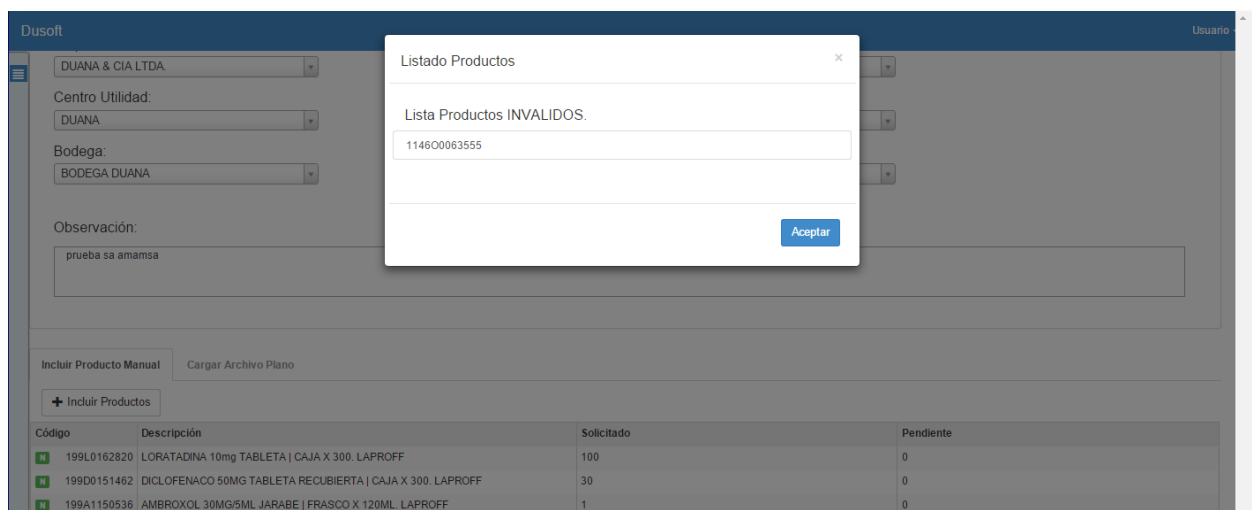 Dusoft
Usuario
DUANA & CIA LTDA.
Centro Utilidad:
DUANA
Bodega:
BODEGA DUANA
Observación:
prueba sa amamsa
Listado Productos
×
Lista Productos INVALIDOS.
1146O0063555
Aceptar
Incluir Producto Manual Cargar Archivo Plano
+ Incluir Productos
Código Descripción Solicitado Pendiente
N 199L0162820 LORATADINA 10mg TABLETA | CAJA X 300. LAPROFF 100 0
N 199D0151462 DICLOFENACO 50MG TABLETA RECUBIERTA | CAJA X 300. LAPROFF 30 0
N 199A1150536 AMBROXOL 30MG/5ML JARABE | FRASCO X 120ML. LAPROFF 1 0